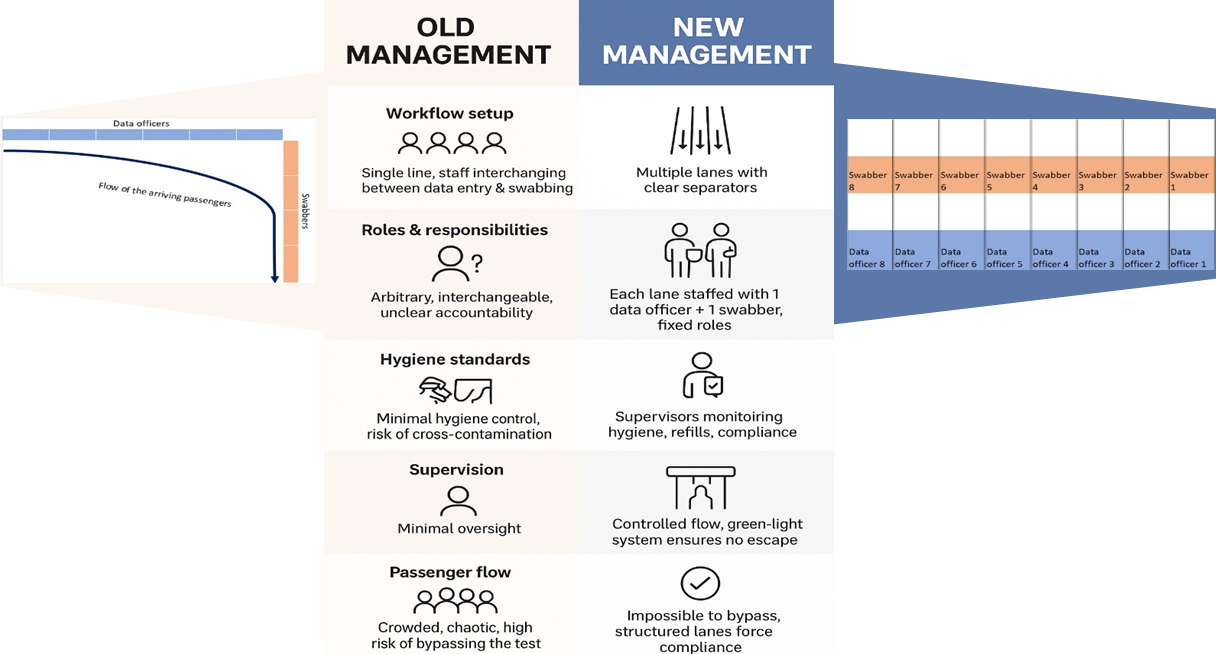 OLD
MANAGEMENT
NEW
MANAGEMENT
Data officers
Flow of the arriving passengers
Swabbers
Workflow setup
Single line, staff interchanging
between data entry & swabbing
Multiple lanes with
clear separators
Swabber
8
Swabber
7
Swabber
6
Swabber
5
Swabber
4
Swabber
3
Swabber
2
Swabber
1
Data
officer 8
Data
officer 7
Data
officer 6
Data
officer 5
Data
officer 4
Data
officer 3
Data
officer 2
Data
officer 1
Roles & responsibilities
?
Arbitrary, interchangeable,
unclear accountability
Each lane staffed with 1
data officer + 1 swabber,
fixed roles
Hygiene standards
Minimal hygiene control,
risk of cross-contamination
Supervisors monitoiring
hygiene, refills, compliance
Supervision
Minimal oversight
Controlled flow, green-light
system ensures no escape
Passenger flow
Crowded, chaotic, high
risk of bypassing the test
Impossible to bypass,
structured lanes force
compliance